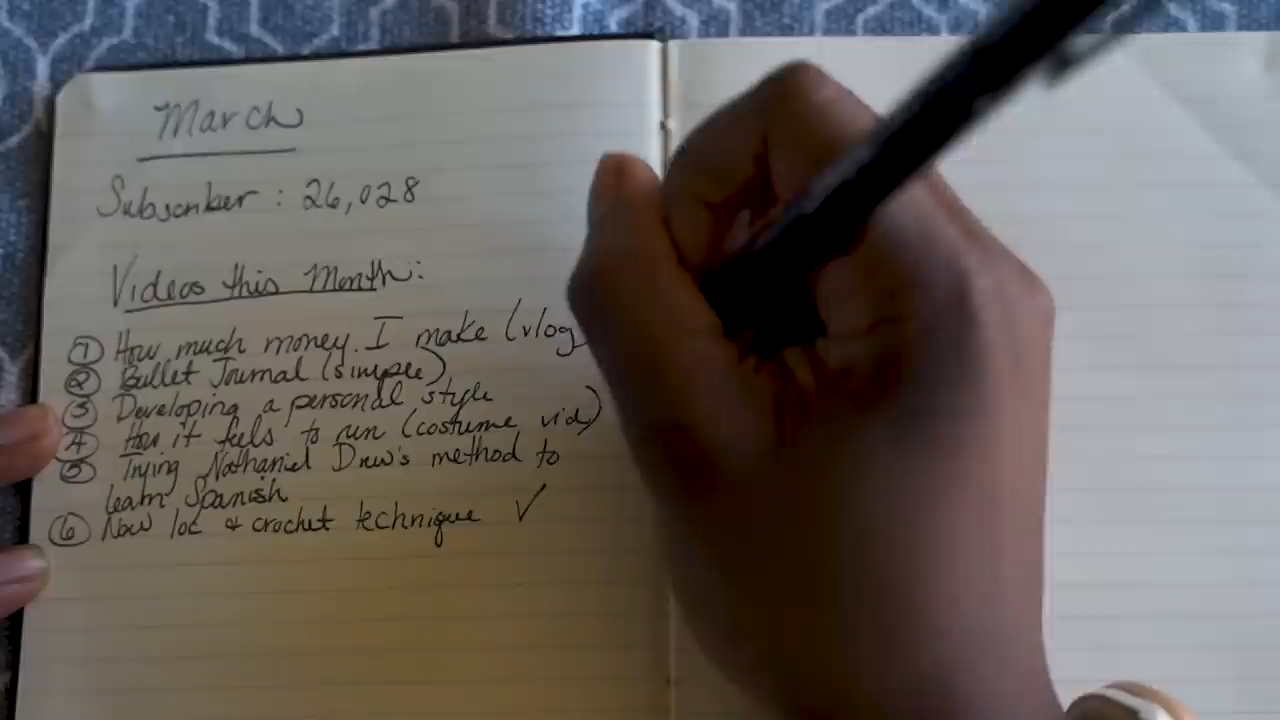 March
Subscriber : 26,028
Videos this Month:
① How much money I make (vlog
② Bullet Journal (simple)
③ Developing a personal style
④ How it feels to run (costume vid)
⑤ Trying Nathaniel Drew's method to
learn Spanish
⑥ New loc & crochet technique ✓